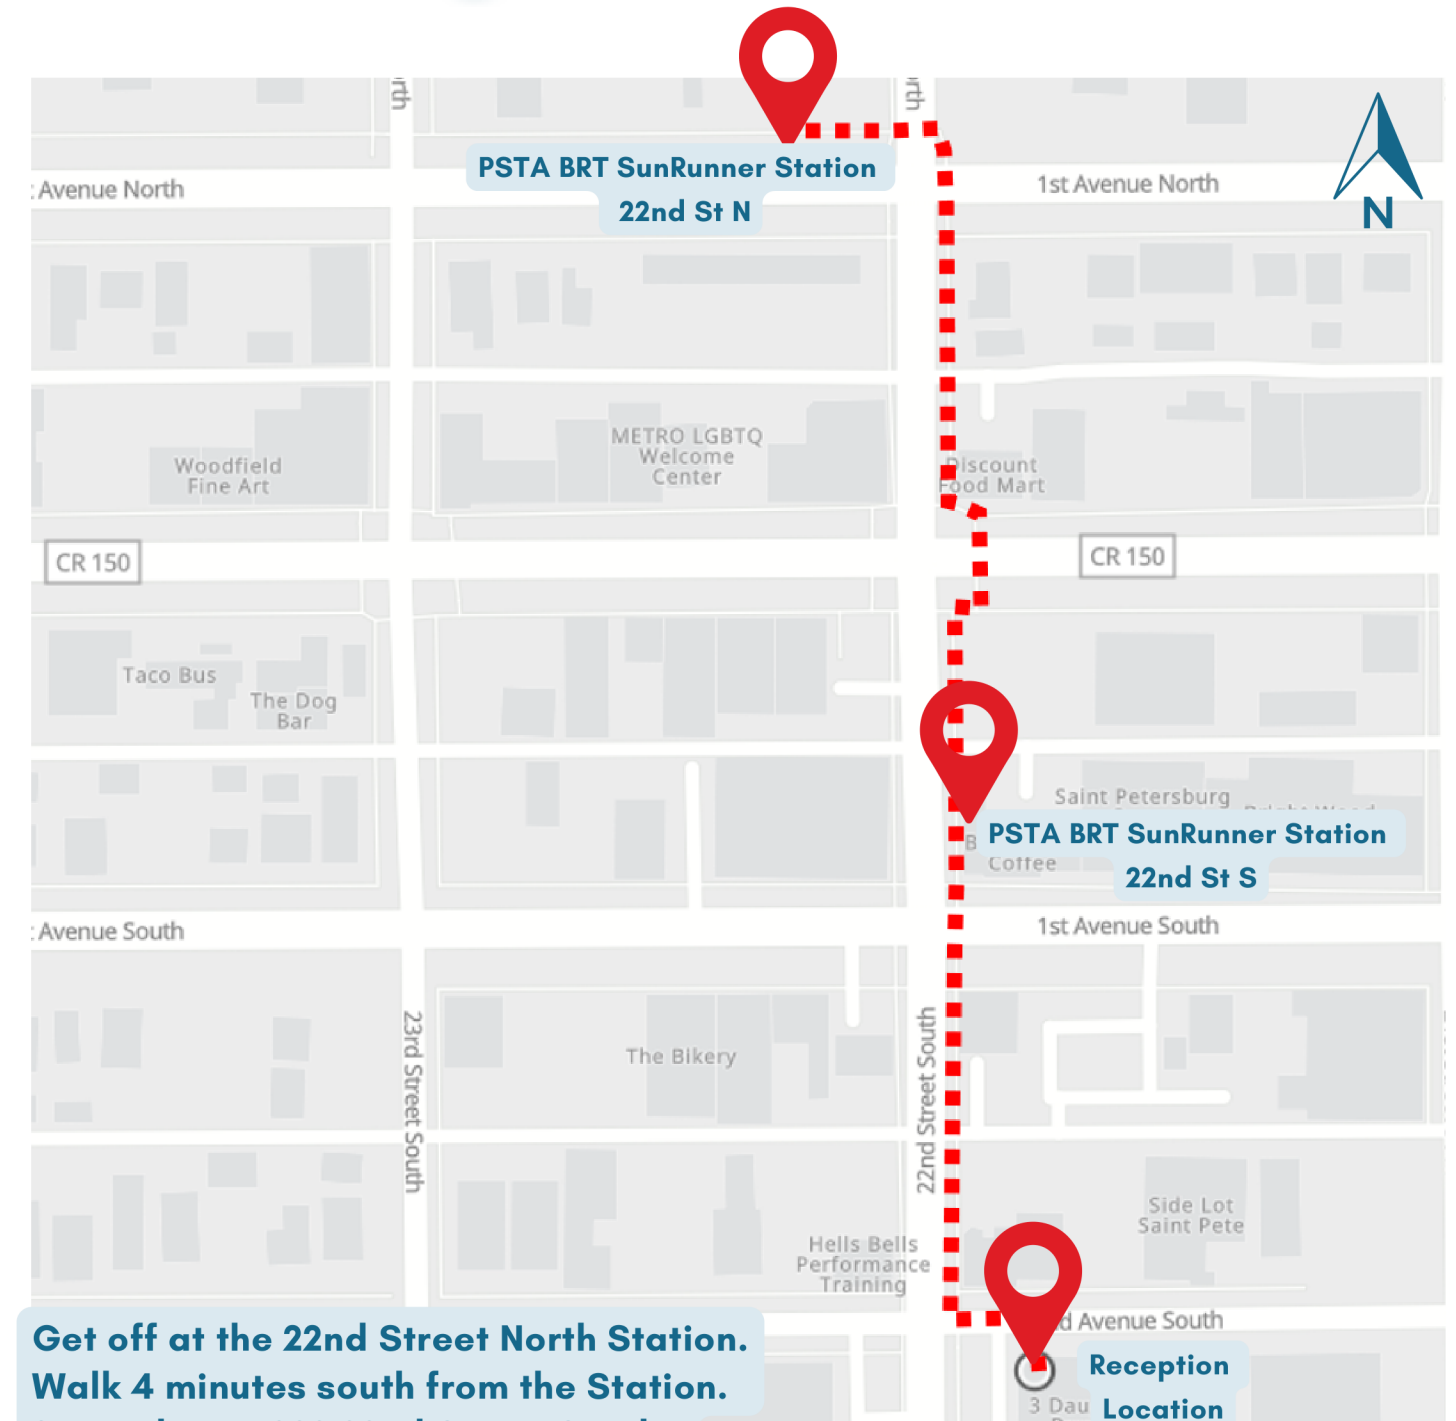 rth
rth
PSTA BRT SunRunner Station
22nd St N
N
Avenue North
1st Avenue North
METRO LGBTQ
Welcome
Center
Woodfield
Fine Art
Discount
Food Mart
CR 150
CR 150
Taco Bus
The Dog
Bar
Saint Petersburg
PSTA BRT SunRunner Station
22nd St S
Coffee
Avenue South
1st Avenue South
23rd Street South
The Bikery
22nd Street South
Side Lot
Saint Pete
Hells Bells
Performance
Training
d Avenue South
Get off at the 22nd Street North Station.
Walk 4 minutes south from the Station.
Reception
Location
3 Dau